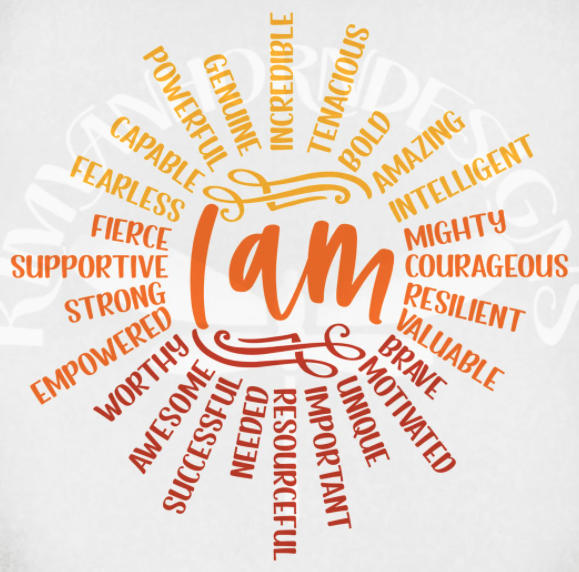 KMVANHORNDESIGNS
I am
INCREDIBLE
TENACIOUS
BOLD
AMAZING
INTELLIGENT
MIGHTY
COURAGEOUS
RESILIENT
VALUABLE
BRAVE
MOTIVATED
UNIQUE
IMPORTANT
RESOURCEFUL
NEEDED
SUCCESSFUL
AWESOME
WORTHY
EMPOWERED
STRONG
SUPPORTIVE
FIERCE
FEARLESS
CAPABLE
POWERFUL
GENUINE